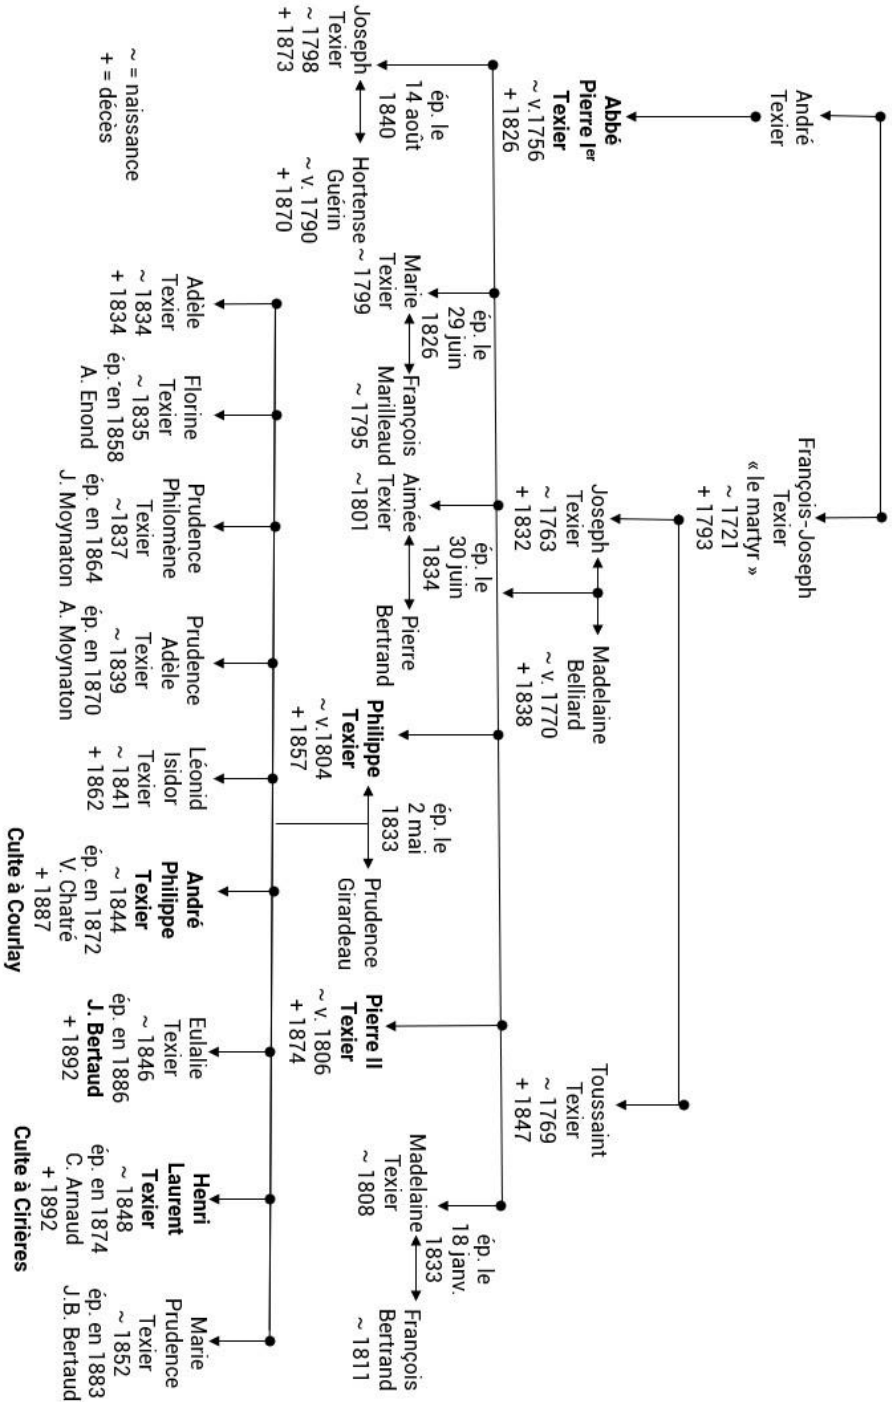 André
Texier
François-Joseph
Texier
« le martyr »
~ 1721
+ 1793
Abbé
Pierre Ier
Texier
~ v.1756
+ 1826
Joseph
Texier
~ 1763
+ 1832
Madelaine
Belliard
~ v. 1770
+ 1838
Toussaint
Texier
~ 1769
+ 1847
Joseph
Texier
~ 1798
+ 1873
ép. le
14 août
1840
Hortense
Guérin
~ v. 1790
+ 1870
Marie
Texier
~ 1799
ép. le
29 juin
1826
François
Marilleaud
~ 1795
Aimée
Texier
~1801
ép. le
30 juin
1834
Pierre
Bertrand
Philippe
Texier
~ v.1804
+ 1857
ép. le
2 mai
1833
Prudence
Girardeau
Pierre II
Texier
~ v. 1806
+ 1874
Madelaine
Texier
~ 1808
ép. le
18 janv.
1833
François
Bertrand
~ 1811
~ = naissance
+ = décès
Adèle
Texier
~ 1834
+ 1834
Florine
Texier
~ 1835
ép. en 1858
A. Enond
Prudence
Philomène
Texier
~1837
ép. en 1864
J. Moynaton
Prudence
Adèle
Texier
~ 1839
ép. en 1870
A. Moynaton
Léonid
Isidor
Texier
~ 1841
+ 1862
André
Philippe
Texier
~ 1844
ép. en 1872
V. Chatré
+ 1887
Culte à Courlay
Eulalie
Texier
~ 1846
ép. en 1886
J. Bertaud
+ 1892
Henri
Laurent
Texier
~ 1848
ép. en 1874
C. Arnaud
+ 1892
Culte à Cirières
Marie
Prudence
Texier
~ 1852
ép. en 1883
J.B. Bertaud